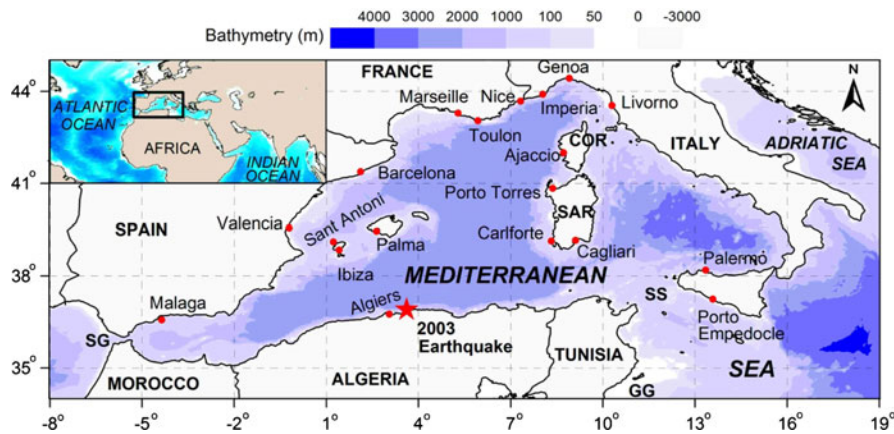 Bathymetry (m)
4000 3000 2000 1000 100 50 0 -3000
44°
41°
38°
35°
-8° -5° -2° 1° 4° 7° 10° 13° 16° 19°
ATLANTIC
OCEAN
AFRICA
INDIAN
OCEAN
FRANCE
Genoa
N
Marseille
Nice
Imperia
Livorno
Toulon
COR
ITALY
ADRIATIC
SEA
Ajaccio
Barcelona
Porto Torres
SPAIN
Valencia
Sant Antoni
Palma
SAR
Carlforte
Cagliari
Palermo
Ibiza
MEDITERRANEAN
Malaga
Algiers
SS
Porto
Empedocle
2003
Earthquake
SG
TUNISIA
SEA
MOROCCO
ALGERIA
GG